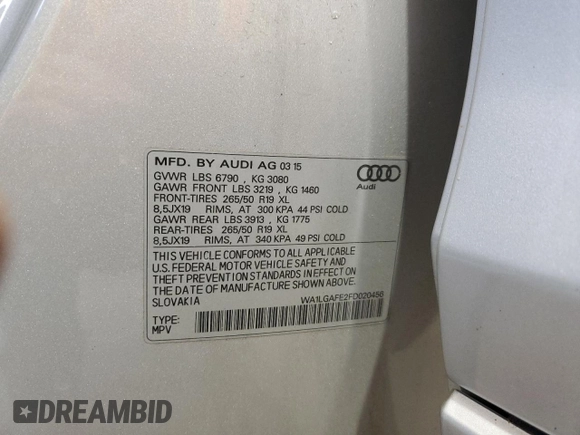 MFD. BY AUDI AG 03 15
GVWR LBS 6790 , KG 3080
GAWR FRONT LBS 3219 , KG 1460
FRONT-TIRES 265/50 R19 XL
8,5JX19 RIMS, AT 300 KPA 44 PSI COLD
GAWR REAR LBS 3913 , KG 1775
REAR-TIRES 265/50 R19 XL
8,5JX19 RIMS, AT 340 KPA 49 PSI COLD
Audi
THIS VEHICLE CONFORMS TO ALL APPLICABLE
U.S. FEDERAL MOTOR VEHICLE SAFETY AND
THEFT PREVENTION STANDARDS IN EFFECT ON
THE DATE OF MANUFACTURE SHOWN ABOVE.
SLOVAKIA
WA1LGAFE2FD020456
TYPE:
MPV
DREAMBID